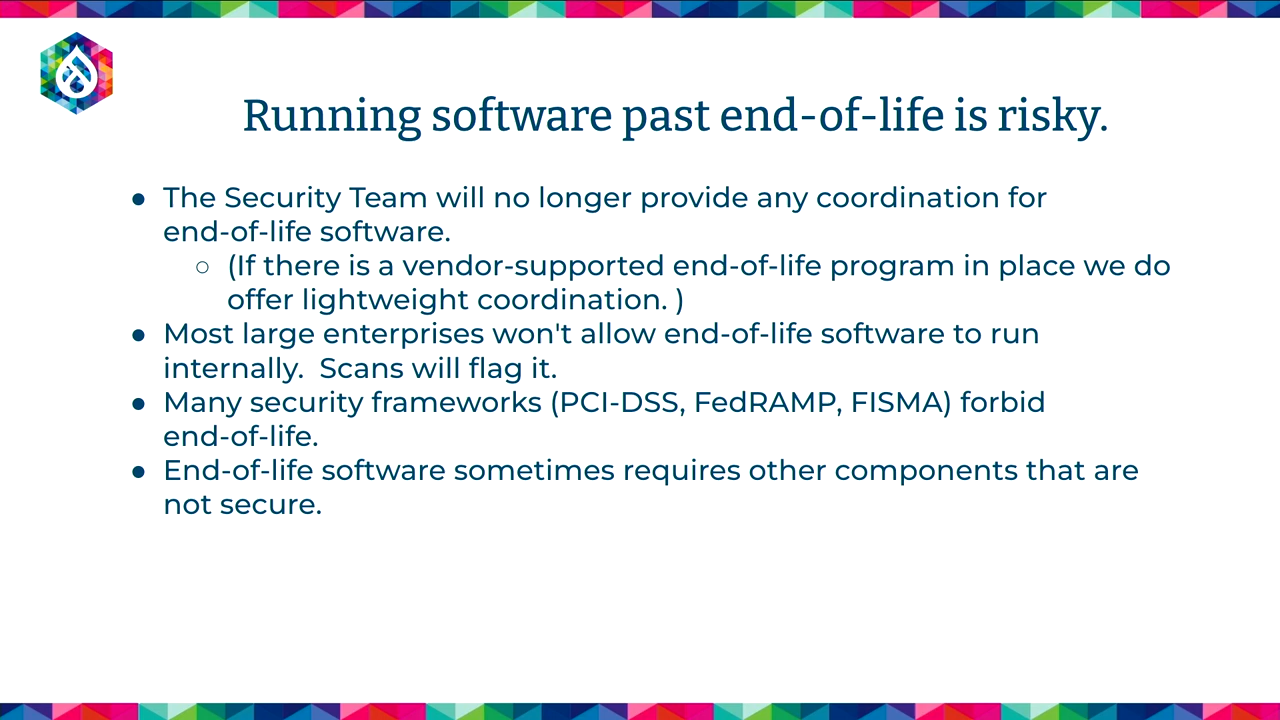 Running software past end-of-life is risky.
● The Security Team will no longer provide any coordination for
end-of-life software.
○ (If there is a vendor-supported end-of-life program in place we do
offer lightweight coordination. )
● Most large enterprises won't allow end-of-life software to run
internally.  Scans will flag it.
● Many security frameworks (PCI-DSS, FedRAMP, FISMA) forbid
end-of-life.
● End-of-life software sometimes requires other components that are
not secure.